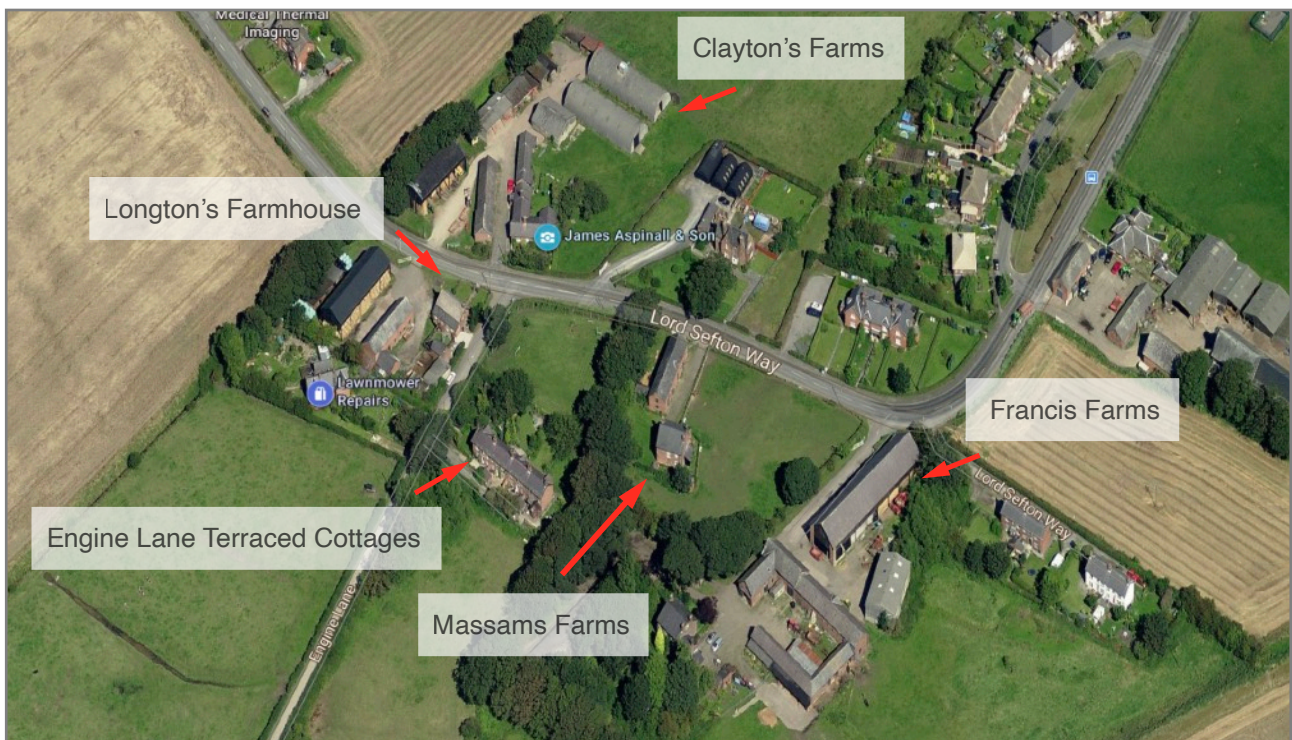 Medical Thermal
Imaging
Clayton’s Farms
Longton’s Farmhouse
James Aspinall & Son
Lord Sefton Way
Lawnmower
Repairs
Francis Farms
Lord Sefton Way
Engine Lane Terraced Cottages
Massams Farms
Engine Lane